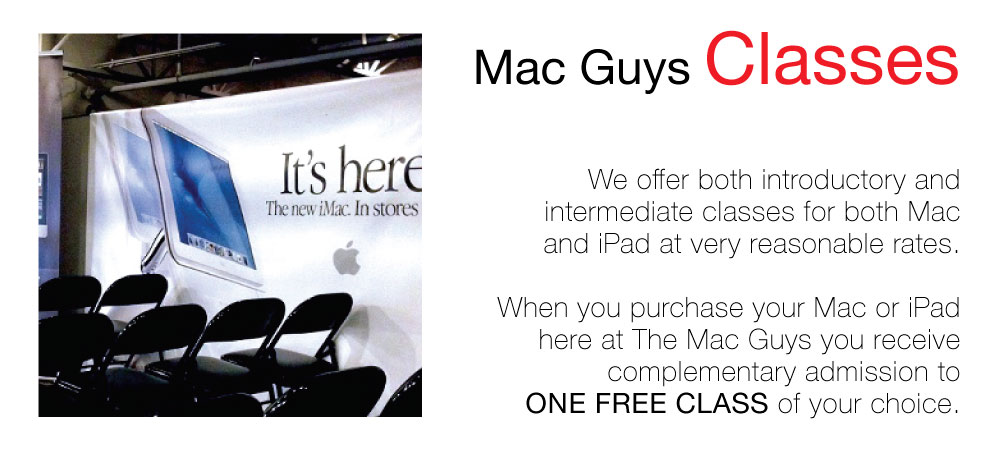 It's here
The new iMac. In stores
Mac Guys Classes
We offer both introductory and
intermediate classes for both Mac
and iPad at very reasonable rates.
When you purchase your Mac or iPad
here at The Mac Guys you receive
complementary admission to
ONE FREE CLASS of your choice.